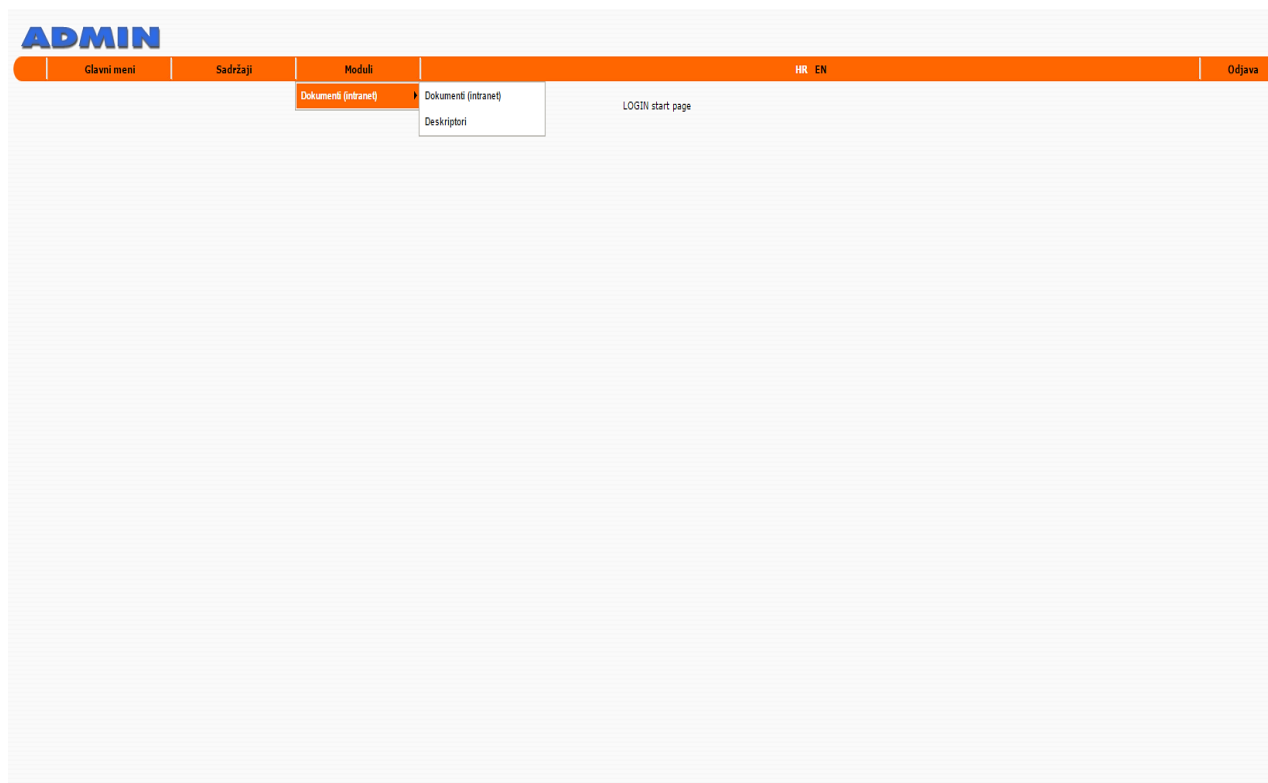 ADMIN
Glavni meni Sadržaji Moduli HR EN Odjava
Dokumenti (intranet) Dokumenti (intranet)
LOGIN start page
Deskriptori